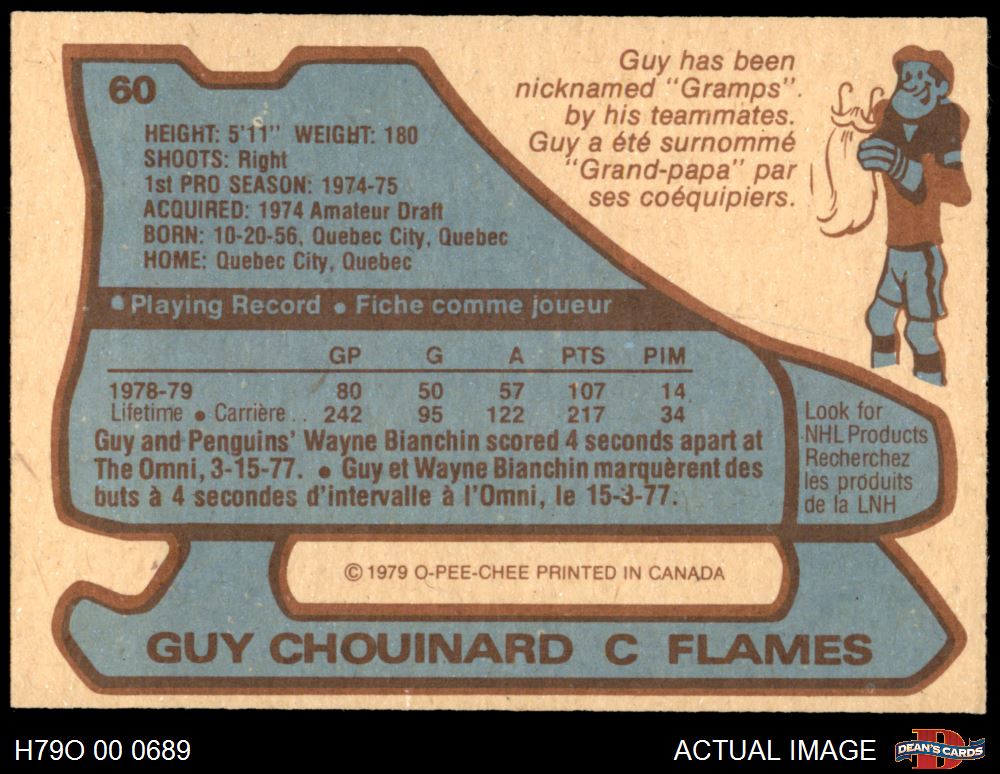 60
HEIGHT: 5'11" WEIGHT: 180
SHOOTS: Right
1st PRO SEASON: 1974-75
ACQUIRED: 1974 Amateur Draft
BORN: 10-20-56, Quebec City, Quebec
HOME: Quebec City, Quebec
Guy has been
nicknamed "Gramps".
by his teammates.
Guy a été surnommé
"Grand-papa" par
ses coéquipiers.
• Playing Record • Fiche comme joueur
GP G A PTS PIM
1978-79 80 50 57 107 14
Lifetime • Carrière .. 242 95 122 217 34
Guy and Penguins' Wayne Bianchin scored 4 seconds apart at
The Omni, 3-15-77. • Guy et Wayne Bianchin marquèrent des
buts à 4 secondes d'intervalle à l'Omni, le 15-3-77.
Look for
NHL Products
Recherchez
les produits
de la LNH
© 1979 O-PEE-CHEE PRINTED IN CANADA
GUY CHOUINARD C FLAMES
H79O 00 0689
ACTUAL IMAGE
D
DEAN'S CARDS